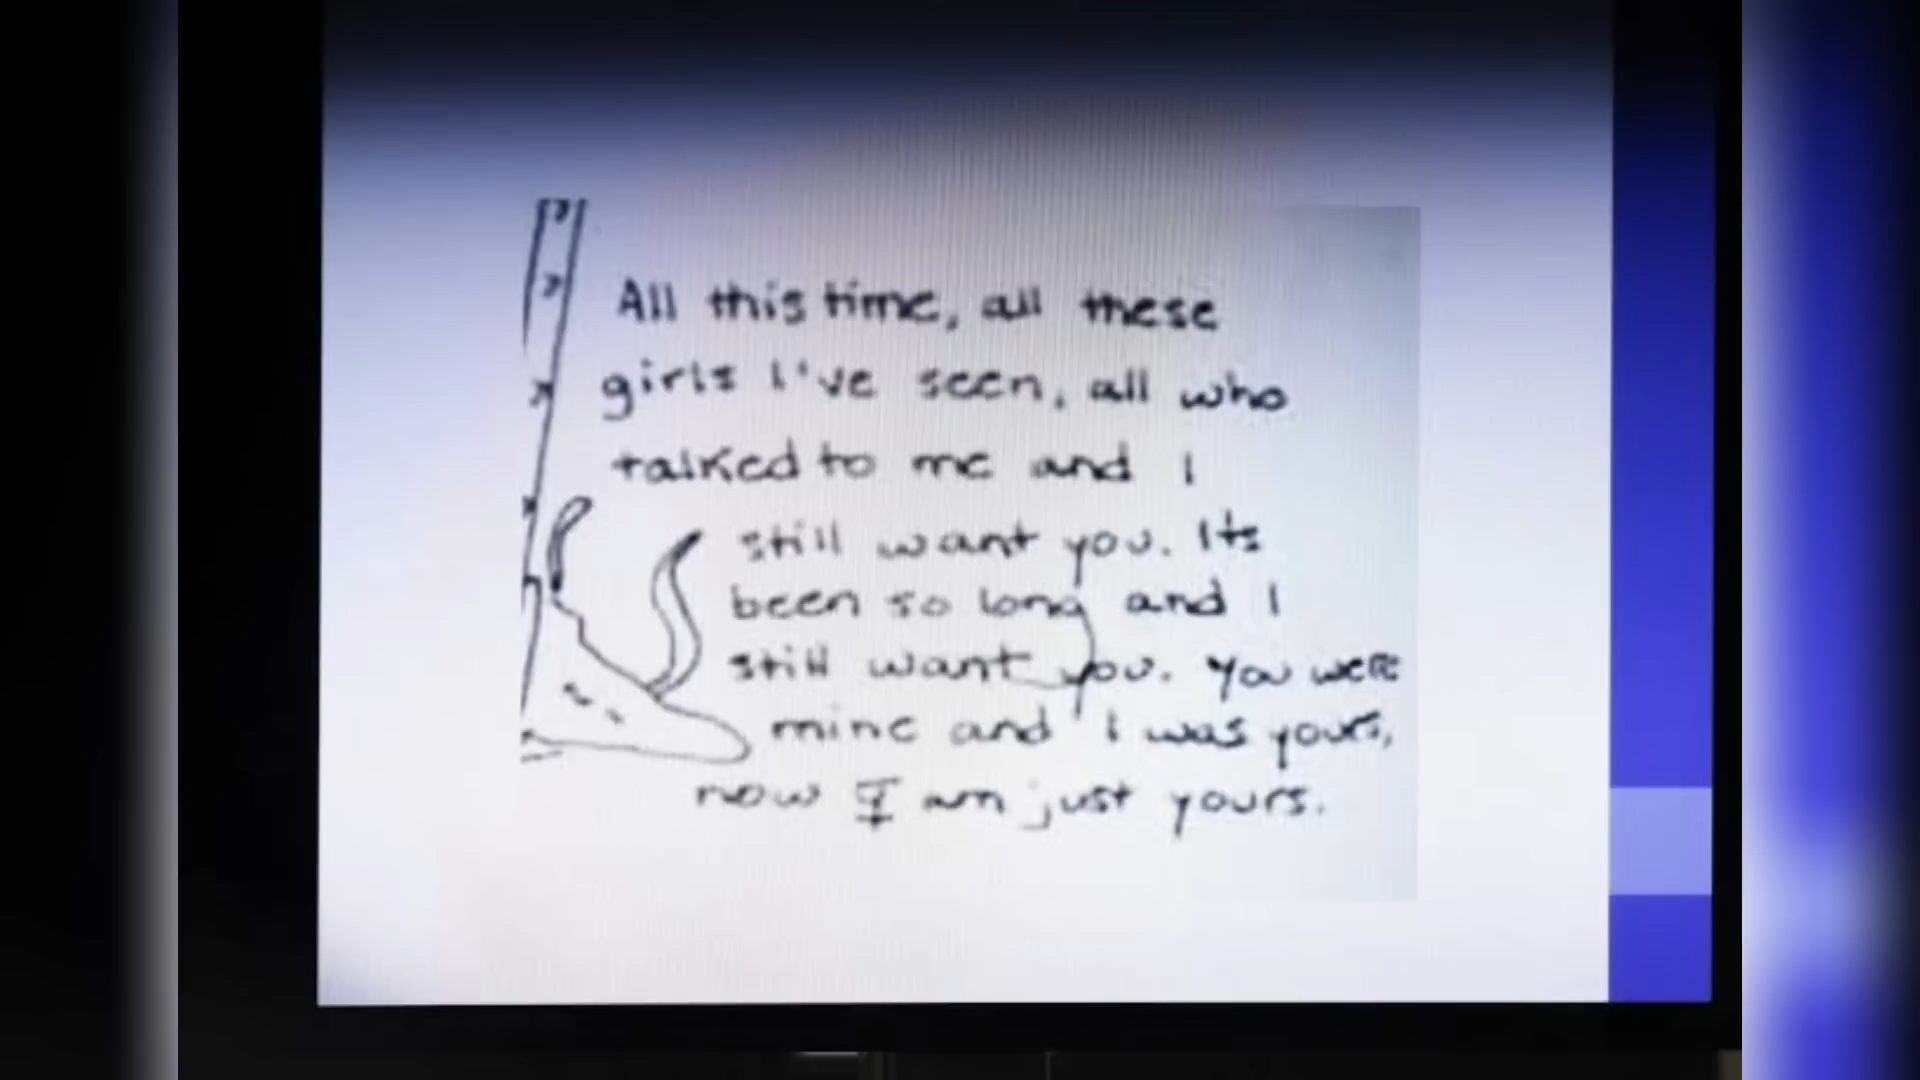 All this time, all these
girls I've seen, all who
talked to me and I
still want you. Its
been so long and I
still want you. You were
mine and I was yours,
now I am just yours.